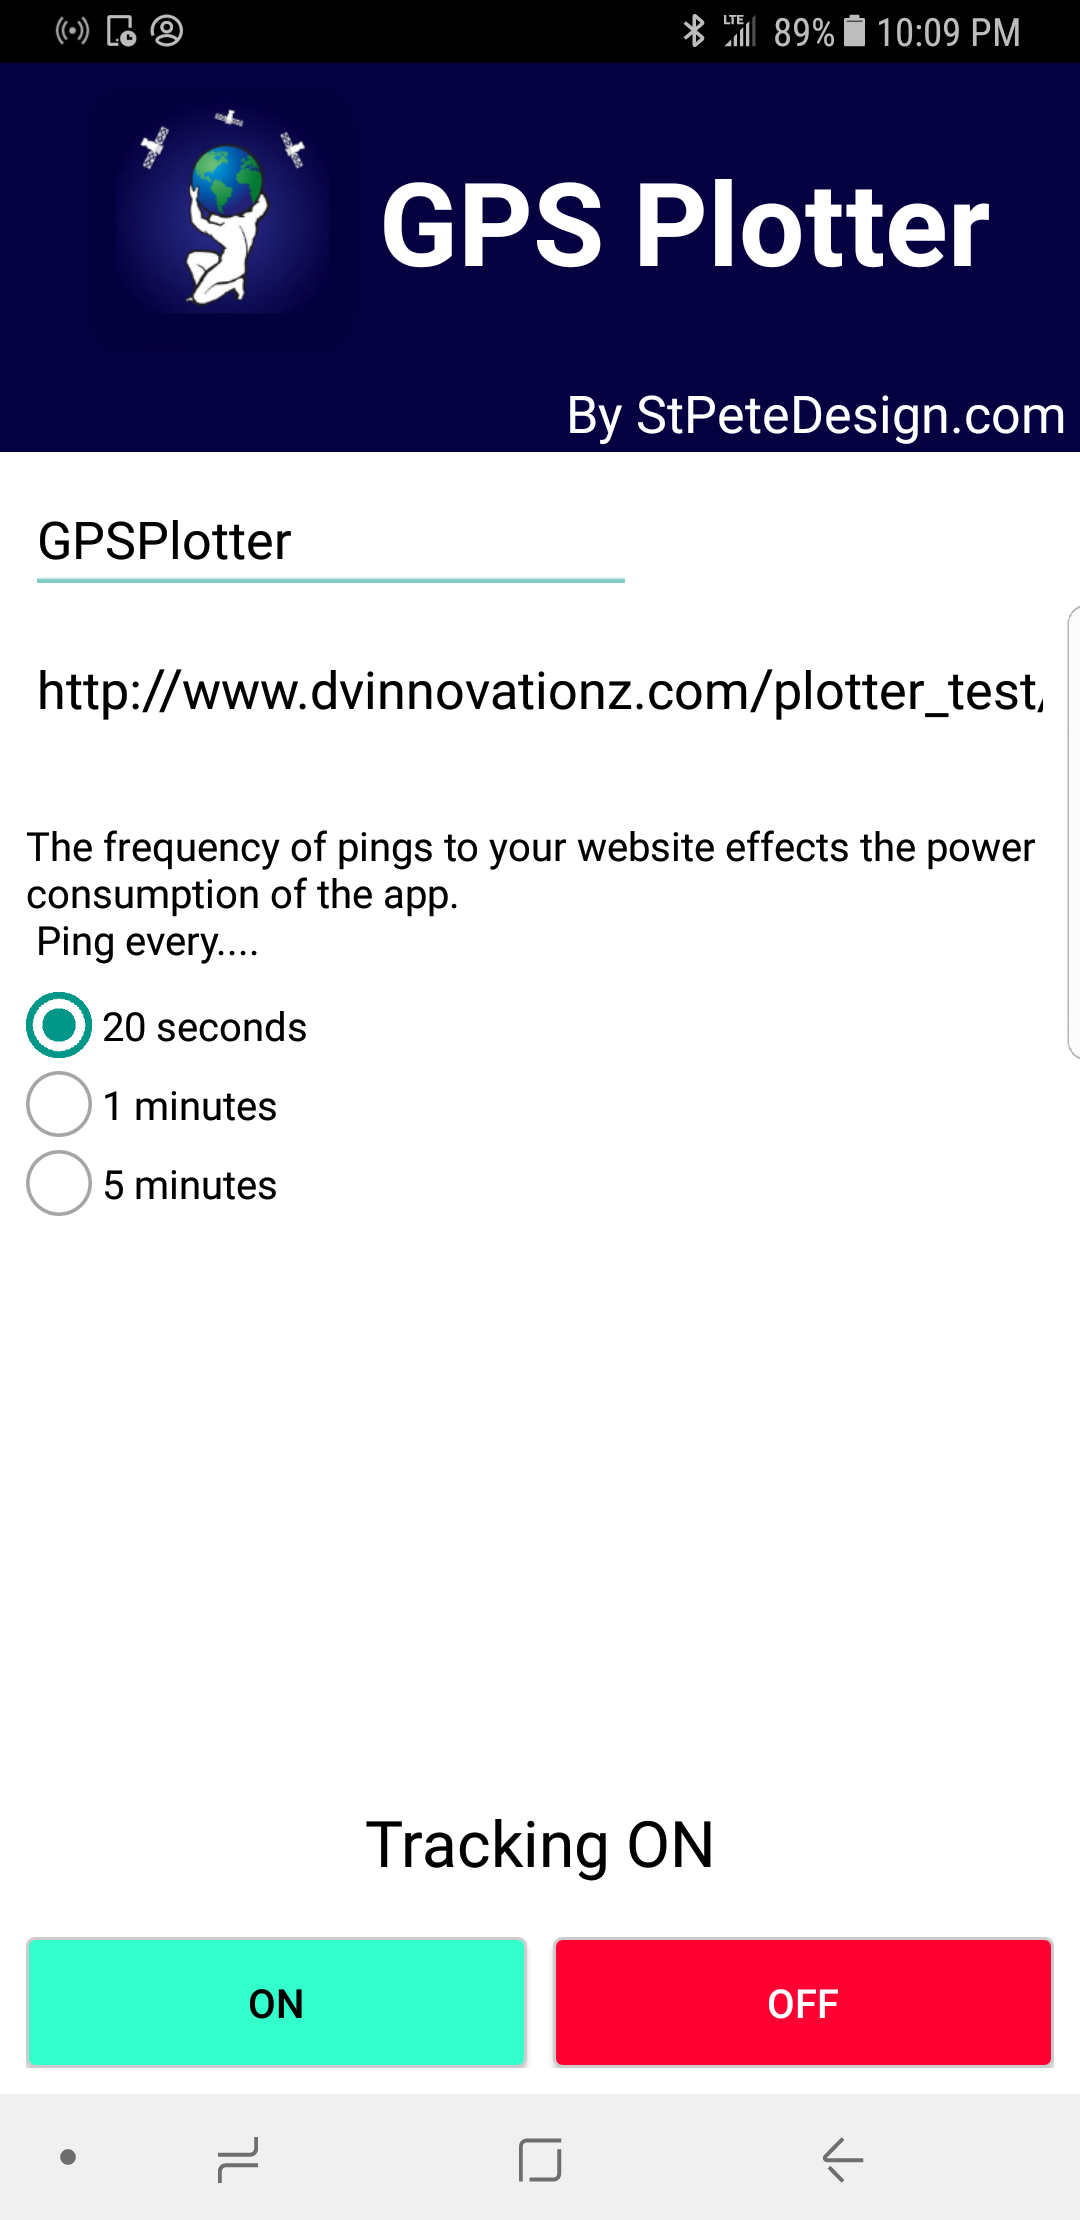 LTE 89% 10:09 PM
GPS Plotter
By StPeteDesign.com
GPSPlotter
http://www.dvinnovationz.com/plotter_test/
The frequency of pings to your website effects the power
consumption of the app.
Ping every....
20 seconds
1 minutes
5 minutes
Tracking ON
ON OFF